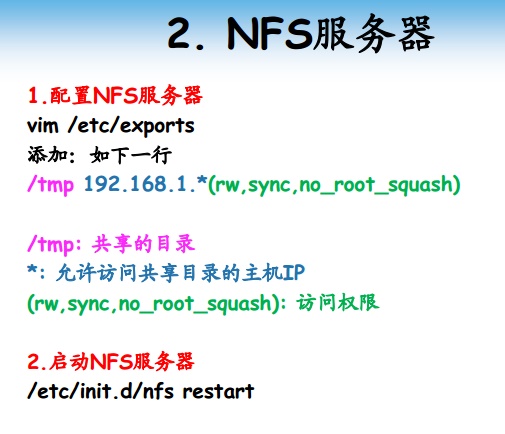 2. NFS服务器
1.配置NFS服务器
vim /etc/exports
添加：如下一行
/tmp 192.168.1.*(rw,sync,no_root_squash)
/tmp：共享的目录
*：允许访问共享目录的主机IP
(rw,sync,no_root_squash)：访问权限
2.启动NFS服务器
/etc/init.d/nfs restart